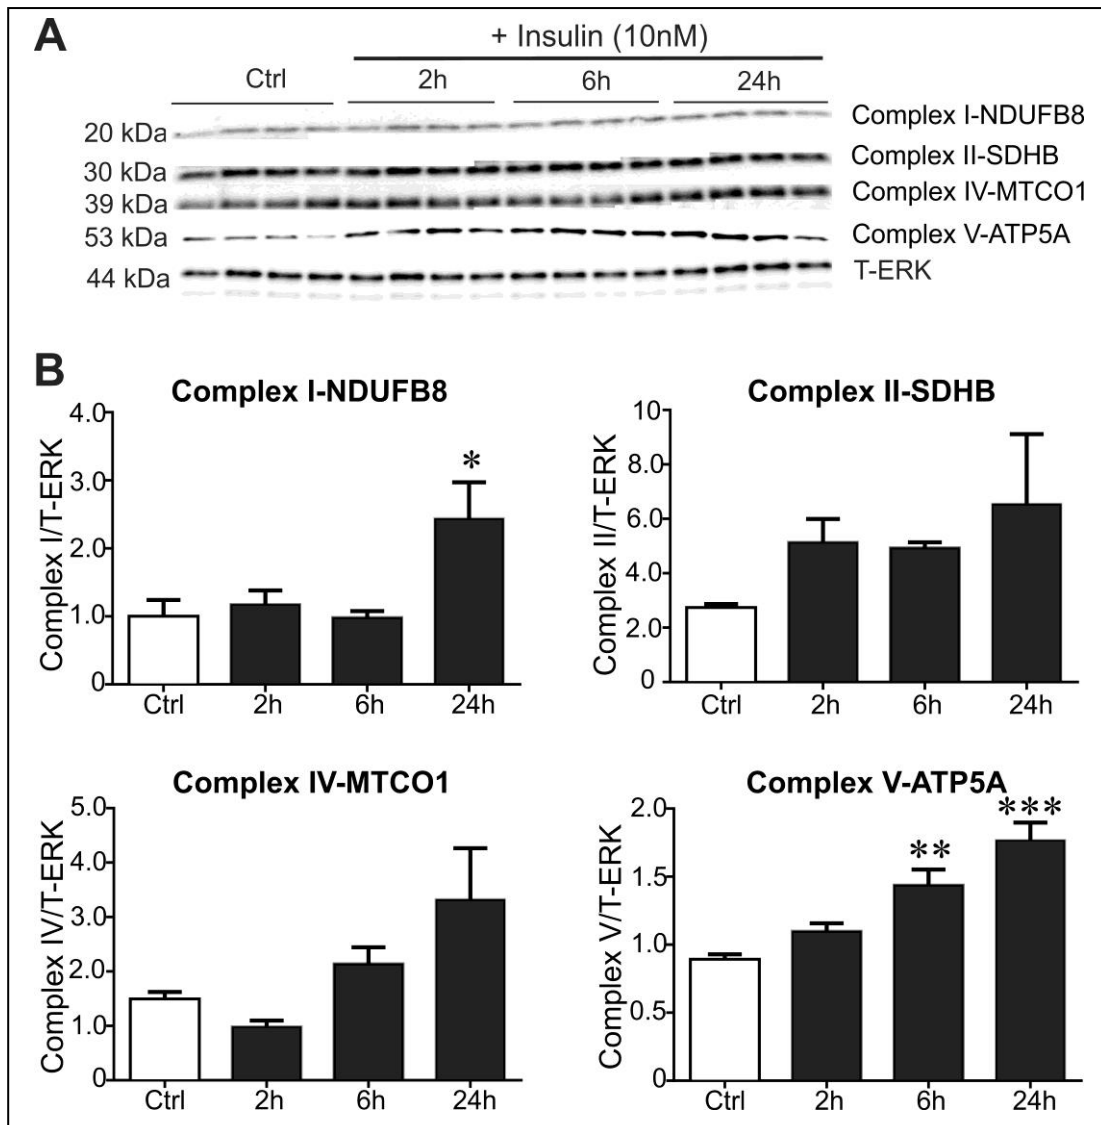 A
+ Insulin (10nM)
Ctrl 2h 6h 24h
20 kDa Complex I-NDUFB8
30 kDa Complex II-SDHB
39 kDa Complex IV-MTCO1
53 kDa Complex V-ATP5A
44 kDa T-ERK
B
Complex I-NDUFB8
Complex I/T-ERK
4.0
3.0
2.0
1.0
0
*
Ctrl 2h 6h 24h
Complex II-SDHB
Complex II/T-ERK
10
8.0
6.0
4.0
2.0
0
Ctrl 2h 6h 24h
Complex IV-MTCO1
Complex IV/T-ERK
5.0
4.0
3.0
2.0
1.0
0
Ctrl 2h 6h 24h
Complex V-ATP5A
Complex V/T-ERK
2.0
1.5
1.0
0.5
0
** ***
Ctrl 2h 6h 24h